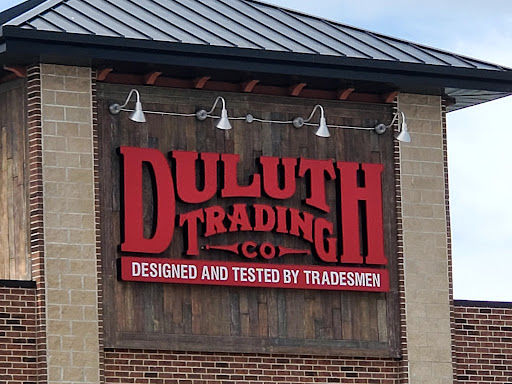 DULUTH
TRADING
CO
DESIGNED AND TESTED BY TRADESMEN